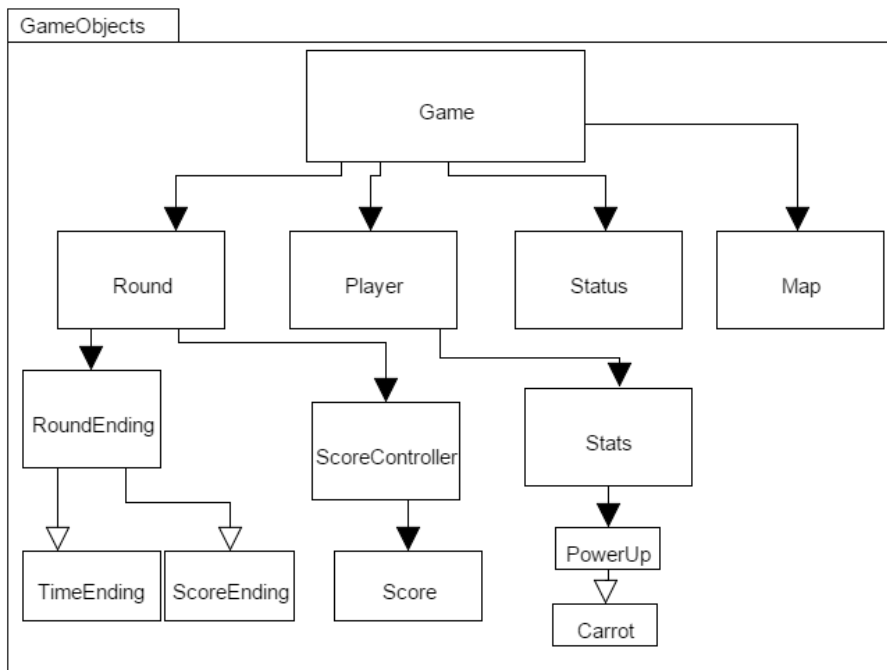 GameObjects
Game
Round
Player
Status
Map
RoundEnding
ScoreController
Stats
TimeEnding
ScoreEnding
Score
PowerUp
Carrot